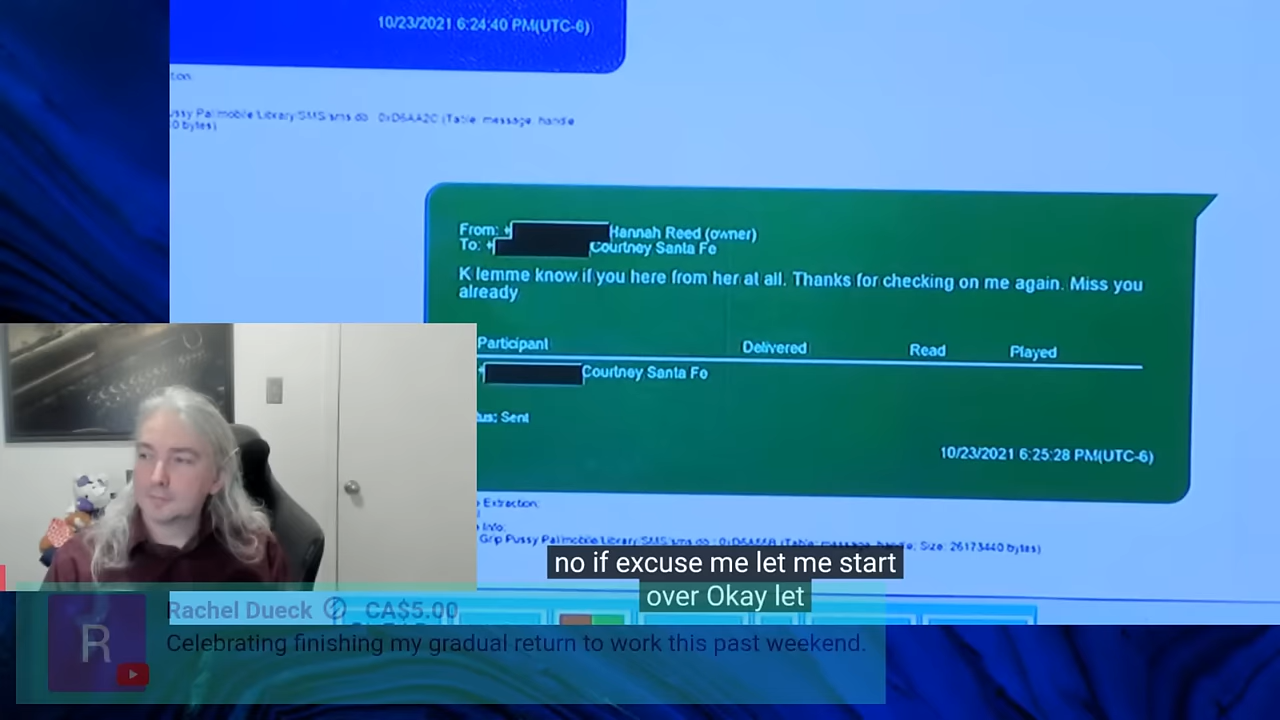 10/23/2021 6:24:40 PM(UTC-6)
0 bytes)
From: + Hannah Reed (owner)
To: + Courtney Santa Fe
K lemme know if you here from her at all. Thanks for checking on me again. Miss you
already
Participant Delivered Read Played
Courtney Santa Fe
Sent
10/23/2021 6:25:28 PM(UTC-6)
Extraction:
Info:
no if excuse me let me start
over Okay let
R
Rachel Dueck CA$5.00
Celebrating finishing my gradual return to work this past weekend.